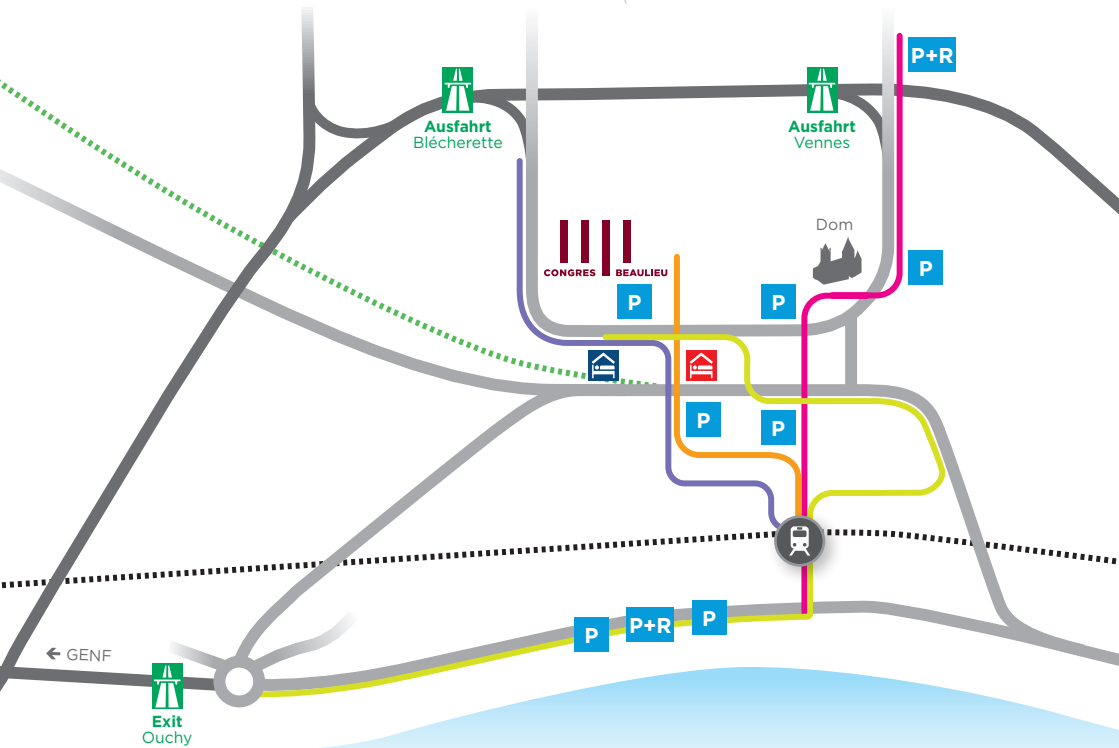 P+R
Ausfahrt
Blécherette
Ausfahrt
Vennes
Dom
CONGRES BEAULIEU
P
P
P
P
P
← GENF
P
P+R
P
Exit
Ouchy